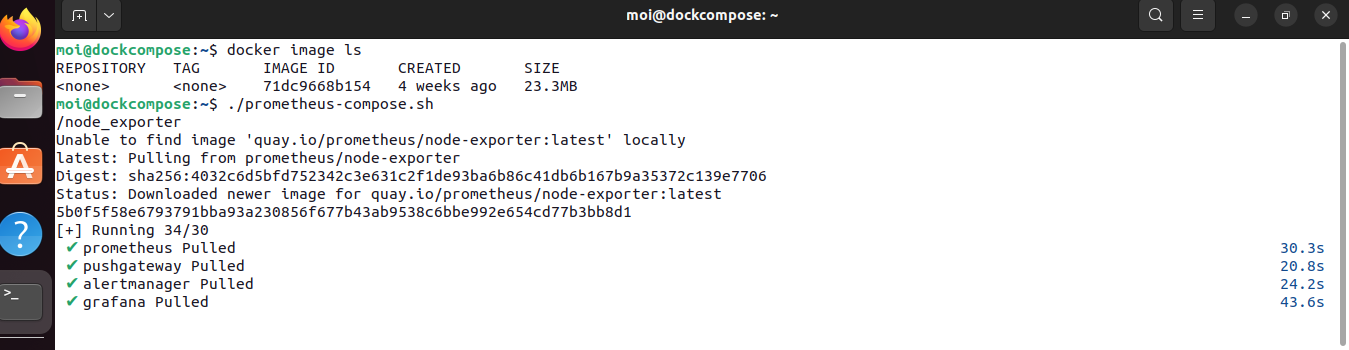 moi@dockcompose: ~
moi@dockcompose:~$ docker image ls
REPOSITORY   TAG       IMAGE ID       CREATED       SIZE
<none>       <none>    71dc9668b154   4 weeks ago   23.3MB
moi@dockcompose:~$ ./prometheus-compose.sh
/node_exporter
Unable to find image 'quay.io/prometheus/node-exporter:latest' locally
latest: Pulling from prometheus/node-exporter
Digest: sha256:4032c6d5bfd752342c3e631c2f1de93ba6b86c41db6b167b9a35372c139e7706
Status: Downloaded newer image for quay.io/prometheus/node-exporter:latest
5b0f5f58e6793791bba93a230856f677b43ab9538c6bbe992e654cd77b3bb8d1
[+] Running 34/30
✔ prometheus Pulled 30.3s
✔ pushgateway Pulled 20.8s
✔ alertmanager Pulled 24.2s
✔ grafana Pulled 43.6s